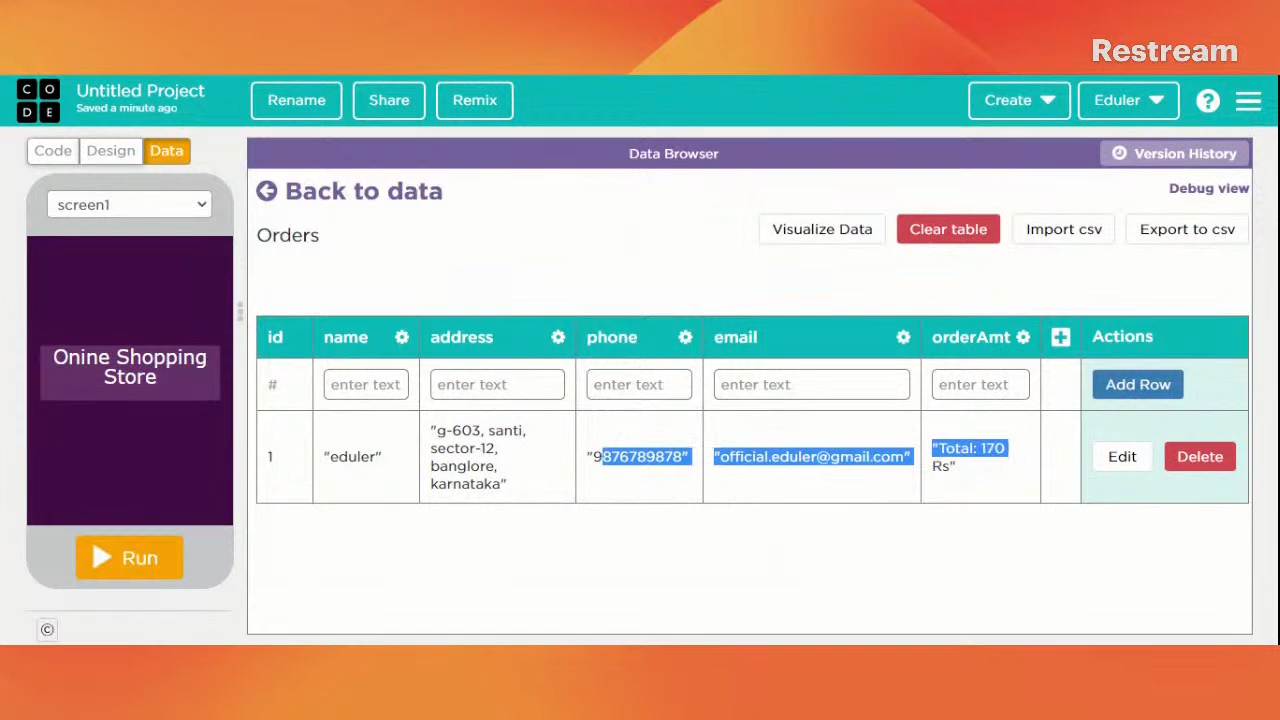 Restream
CODE
Untitled Project
Saved a minute ago
Rename
Share
Remix
Create
Eduler
?
Code
Design
Data
Data Browser
Version History
screen1
Back to data
Debug view
Orders
Visualize Data
Clear table
Import csv
Export to csv
id
name
address
phone
email
orderAmt
Actions
#
enter text
enter text
enter text
enter text
enter text
Add Row
1
"eduler"
"g-603, santi,
sector-12,
banglore,
karnataka"
"9876789878"
"official.eduler@gmail.com"
"Total: 170
Rs"
Edit
Delete
Onine Shopping
Store
Run
©